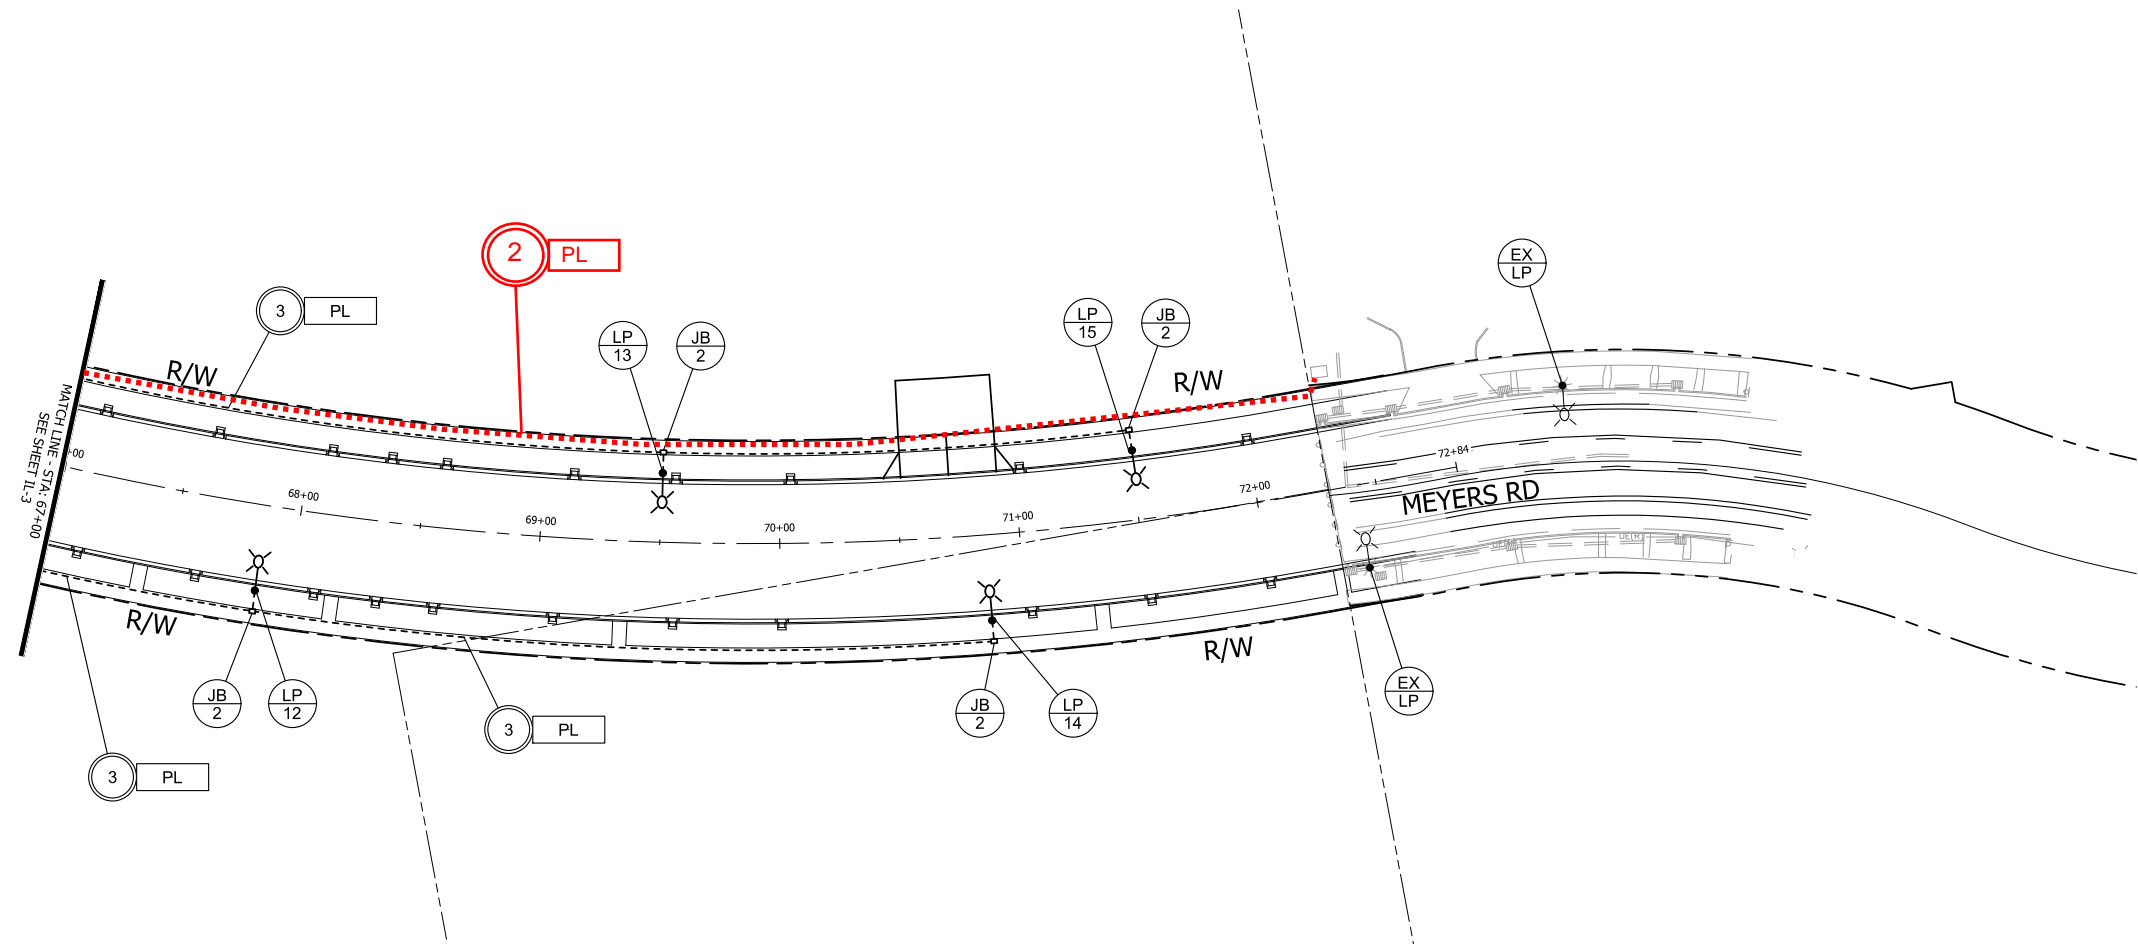 EX
LP
2
PL
3
PL
LP
13
JB
2
LP
15
JB
2
R/W
R/W
MATCH LINE - STA: 67+00
SEE SHEET IL-3
+00
68+00
69+00
70+00
71+00
72+00
72+84
MEYERS RD
UE(R)
R/W
R/W
JB
2
LP
12
3
PL
JB
2
LP
14
EX
LP
3
PL